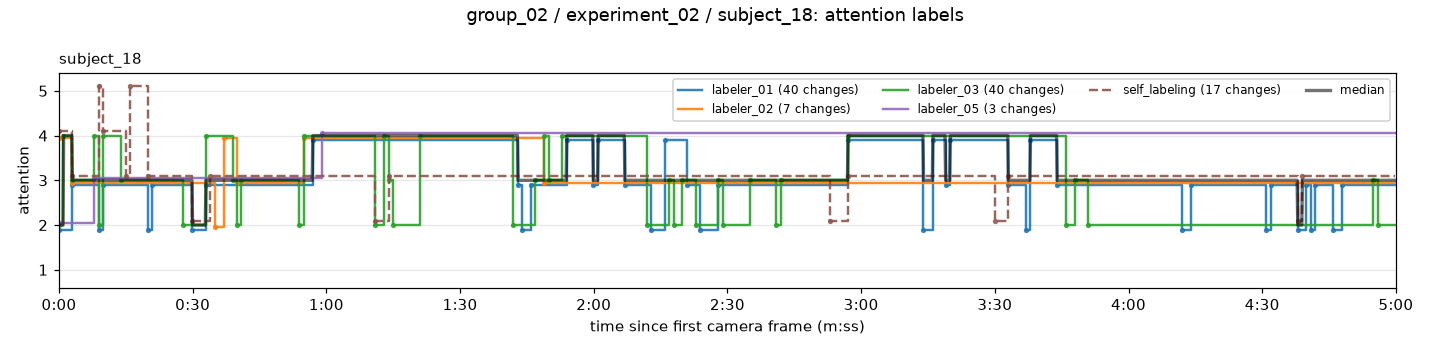 group_02 / experiment_02 / subject_18: attention labels
subject_18
labeler_01 (40 changes)
labeler_02 (7 changes)
labeler_03 (40 changes)
labeler_05 (3 changes)
self_labeling (17 changes)
median
attention
5
4
3
2
1
0:00 0:30 1:00 1:30 2:00 2:30 3:00 3:30 4:00 4:30 5:00
time since first camera frame (m:ss)